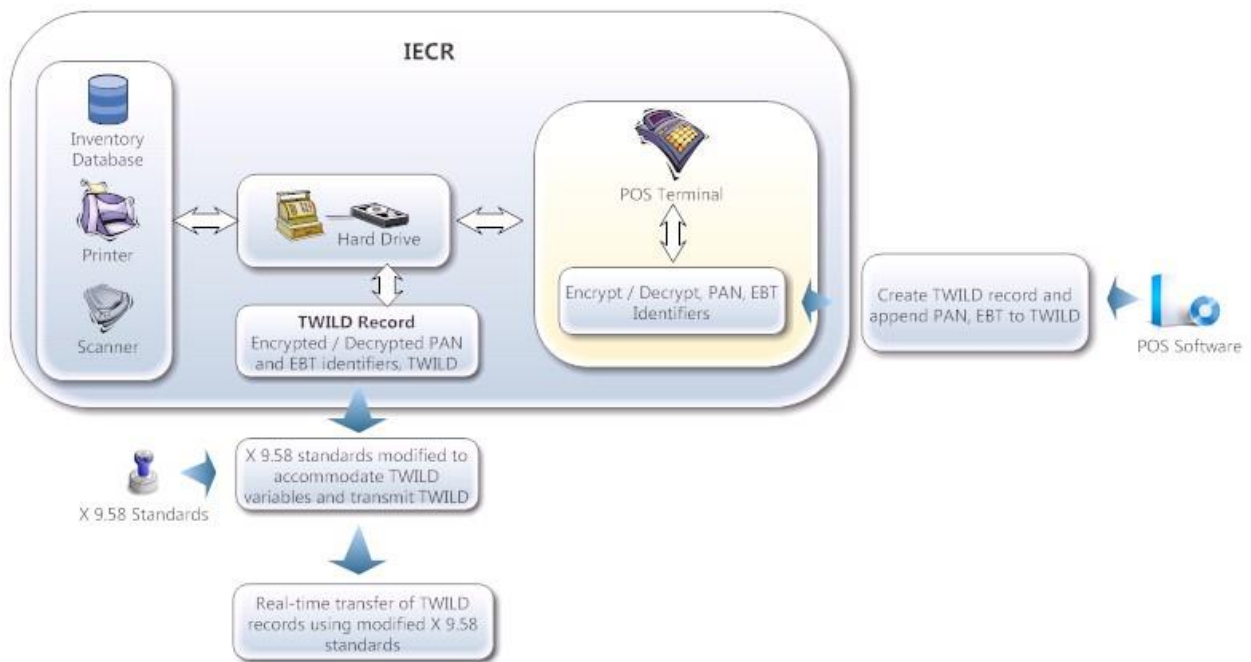 IECR
Inventory
Database
Printer
Scanner
Hard Drive
POS Terminal
Encrypt / Decrypt, PAN, EBT
Identifiers
Create TWILD record and
append PAN, EBT to TWILD
POS Software
TWILD Record
Encrypted / Decrypted PAN
and EBT identifiers, TWILD
X 9.58 Standards
X 9.58 standards modified to
accommodate TWILD
variables and transmit TWILD
Real-time transfer of TWILD
records using modified X 9.58
standards